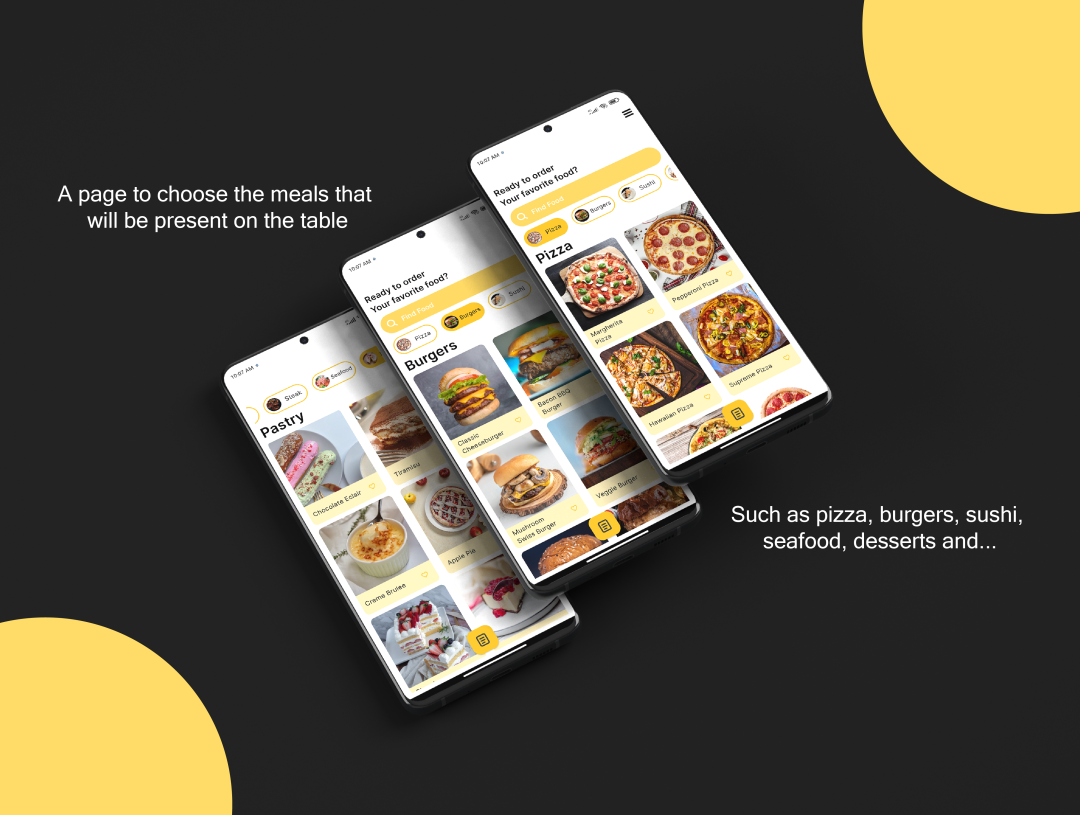 A page to choose the meals that
will be present on the table
10:07 AM
Steak
Seafood
Pastry
Chocolate Eclair
Tiramisu
Creme Brulee
Apple Pie
10:07 AM
Ready to order
Your favorite food?
Find Food
Pizza
Burgers
Sushi
Burgers
Classic
Cheeseburger
Bacon BBQ
Burger
Mushroom
Swiss Burger
Veggie Burger
10:07 AM
Ready to order
Your favorite food?
Find Food
Pizza
Burgers
Sushi
Pizza
Margherita
Pizza
Pepperoni Pizza
Hawaiian Pizza
Supreme Pizza
Such as pizza, burgers, sushi,
seafood, desserts and...